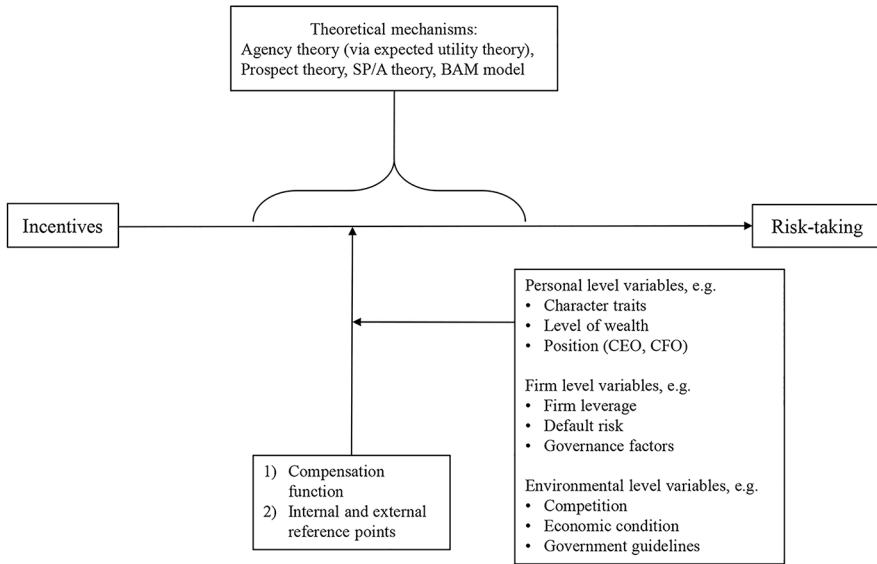 Theoretical mechanisms:
Agency theory (via expected utility theory),
Prospect theory, SP/A theory, BAM model
Incentives
Risk-taking
Personal level variables, e.g.
• Character traits
• Level of wealth
• Position (CEO, CFO)
Firm level variables, e.g.
• Firm leverage
• Default risk
• Governance factors
Environmental level variables, e.g.
• Competition
• Economic condition
• Government guidelines
1) Compensation
function
2) Internal and external
reference points